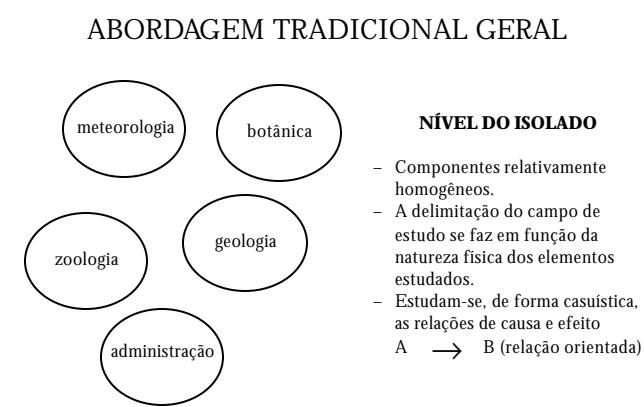 ABORDAGEM TRADICIONAL GERAL
meteorologia
botânica
zoologia
geologia
administração
NÍVEL DO ISOLADO
– Componentes relativamente
homogêneos.
– A delimitação do campo de
estudo se faz em função da
natureza física dos elementos
estudados.
– Estudam-se, de forma casuística,
as relações de causa e efeito
A → B (relação orientada)